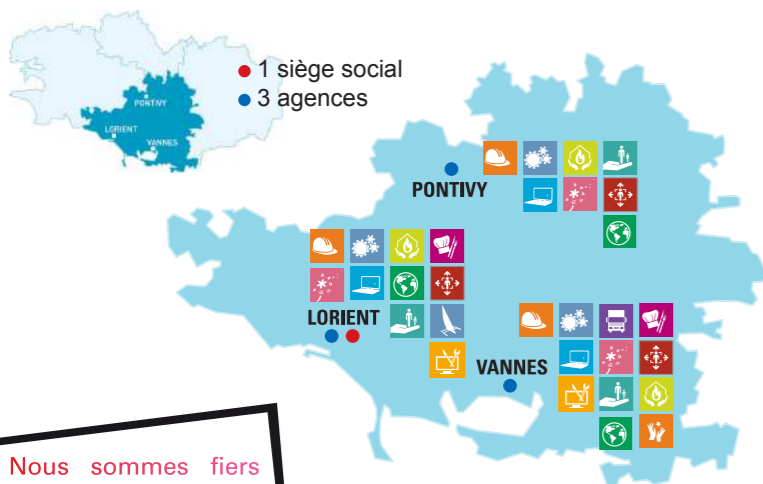 1 siège social
3 agences
PONTIVY
LORIENT
VANNES
PONTIVY
LORIENT
VANNES
Nous sommes fiers